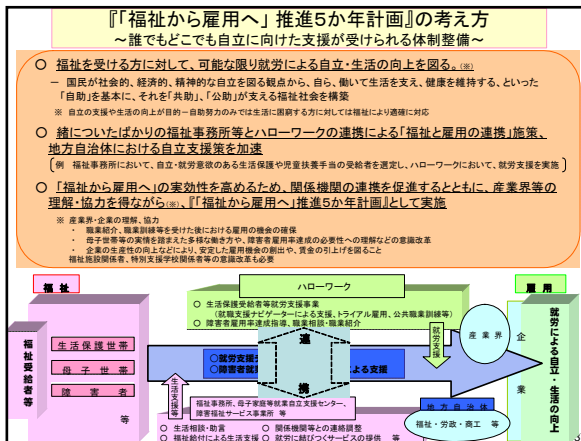 『「福祉から雇用へ」推進5か年計画』の考え方
～誰でもどこでも自立に向けた支援が受けられる体制整備～
○ 福祉を受ける方に対して、可能な限り就労による自立・生活の向上を図る。(※)
－ 国民が社会的、経済的、精神的な自立を図る観点から、自ら、働いて生活を支え、健康を維持する、といった
「自助」を基本に、それを「共助」、「公助」が支える福祉社会を構築
※ 自立の支援や生活の向上が目的－自助努力のみでは生活に困窮する方に対しては福祉により適確に対応
○ 緒についたばかりの福祉事務所等とハローワークの連携による「福祉と雇用の連携」施策、
地方自治体における自立支援策を加速
例 福祉事務所において、自立・就労意欲のある生活保護や児童扶養手当の受給者を選定し、ハローワークにおいて、就労支援を実施
○ 「福祉から雇用へ」の実効性を高めるため、関係機関の連携を促進するとともに、産業界等の
理解・協力を得ながら(※)、『「福祉から雇用へ」推進5か年計画』として実施
※ 産業界・企業の理解、協力
・ 職業紹介、職業訓練等を受けた後における雇用の機会の確保
・ 母子世帯等の実情を踏まえた多様な働き方や、障害者雇用率達成の必要性への理解などの意識改革
・ 企業の生産性の向上などにより、安定した雇用機会の創出や、賃金の引上げを図ること
福祉施設関係者、特別支援学校関係者等の意識改革も必要
福祉
ハローワーク
雇用
○ 生活保護受給者等就労支援事業
（就職支援ナビゲーターによる支援、トライアル雇用、公共職業訓練等）
○ 障害者雇用率達成指導、職業相談・職業紹介
就労支援
産業界
企業
就労による自立・生活の向上
福祉受給者等
生活保護世帯
母子世帯
障害者
等
○就労支援
○障害者就
による支援
連
携
生活支援等
福祉事務所、母子家庭等就業自立支援センター、
障害福祉サービス事業所 等
地方自治体
福祉・労政・商工 等
○ 生活相談・助言 ○ 関係機関等との連絡調整
○ 福祉給付による生活支援 ○ 就労に結びつくサービスの提供 等